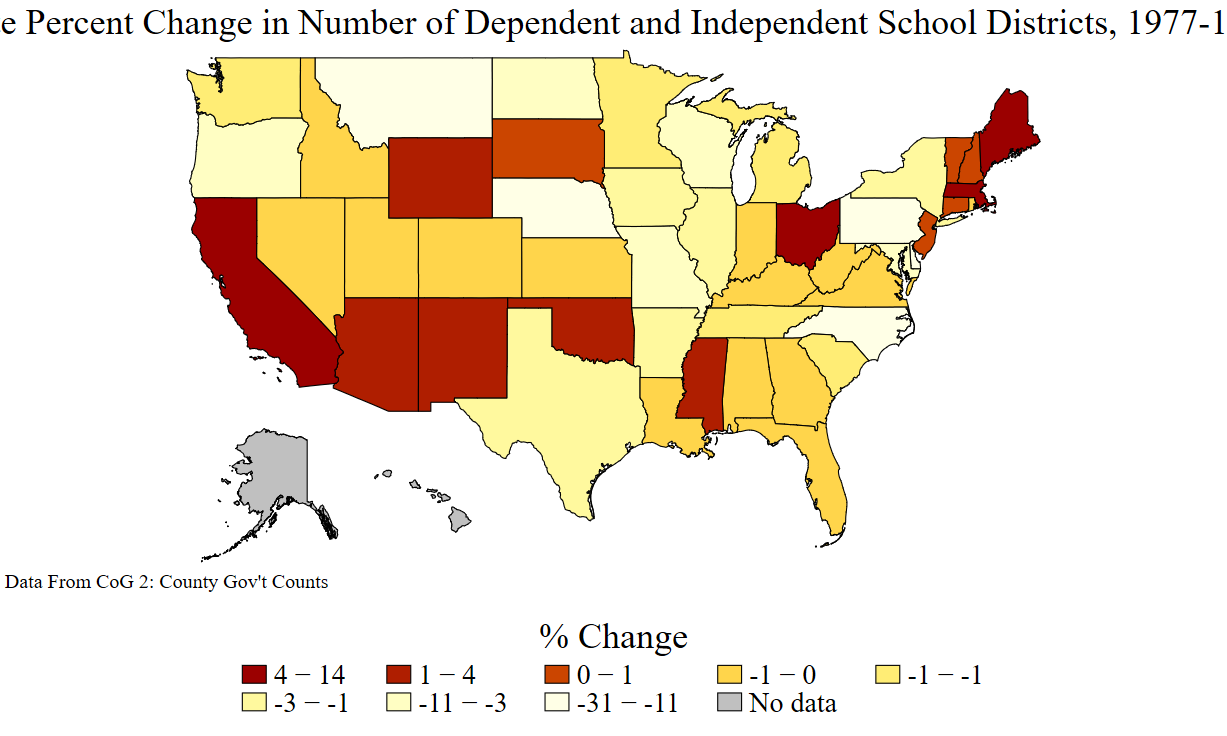 e Percent Change in Number of Dependent and Independent School Districts, 1977-1
Data From CoG 2: County Gov't Counts
% Change
4 − 14 1 − 4 0 − 1 -1 − 0 -1 − -1
-3 − -1 -11 − -3 -31 − -11 No data